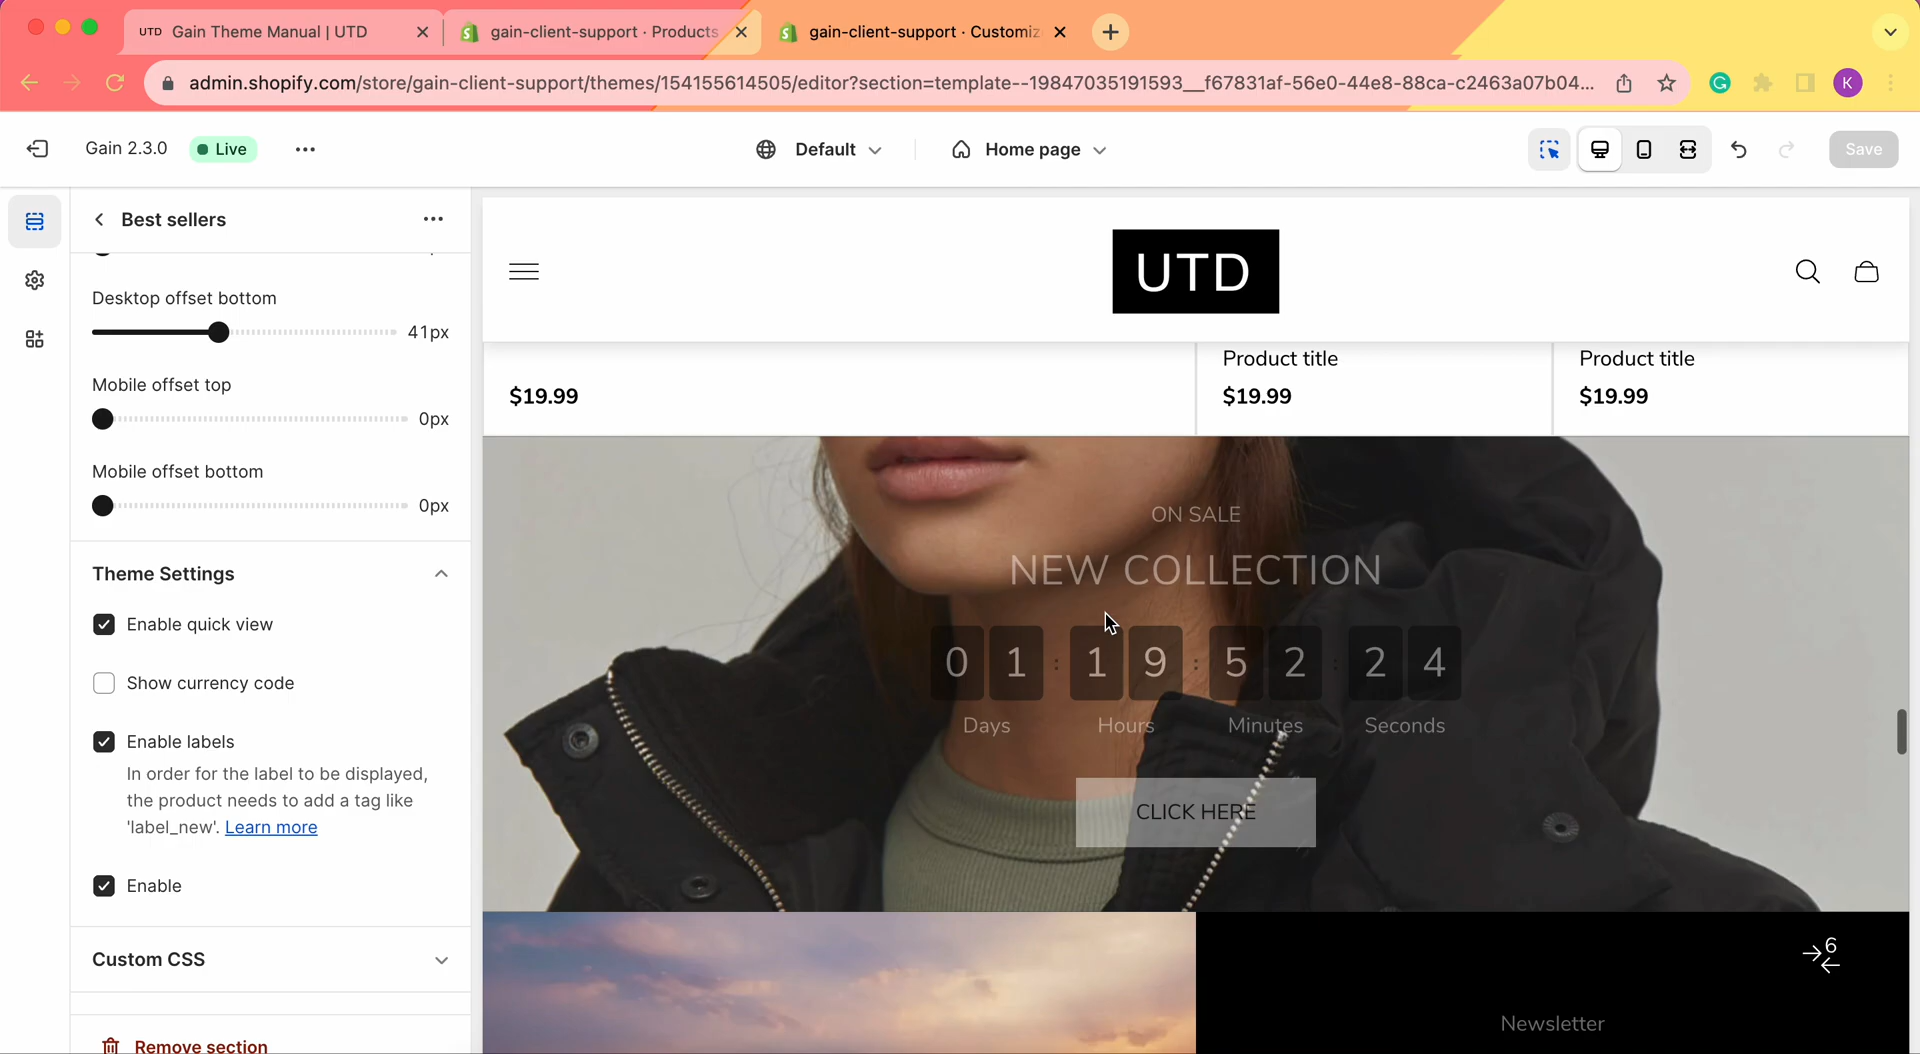 UTD Gain Theme Manual | UTD
gain-client-support · Products
gain-client-support · Customiz
admin.shopify.com/store/gain-client-support/themes/154155614505/editor?section=template--19847035191593__f67831af-56e0-44e8-88ca-c2463a07b04...
K
Gain 2.3.0
Live
Default
Home page
Save
Best sellers
Desktop offset bottom
41px
Mobile offset top
0px
Mobile offset bottom
0px
Theme Settings
Enable quick view
Show currency code
Enable labels
In order for the label to be displayed,
the product needs to add a tag like
'label_new'. Learn more
Enable
Custom CSS
Remove section
UTD
Product title
Product title
$19.99
$19.99
$19.99
ON SALE
NEW COLLECTION
0 1 : 1 9 : 5 2 : 2 4
Days Hours Minutes Seconds
CLICK HERE
6
Newsletter